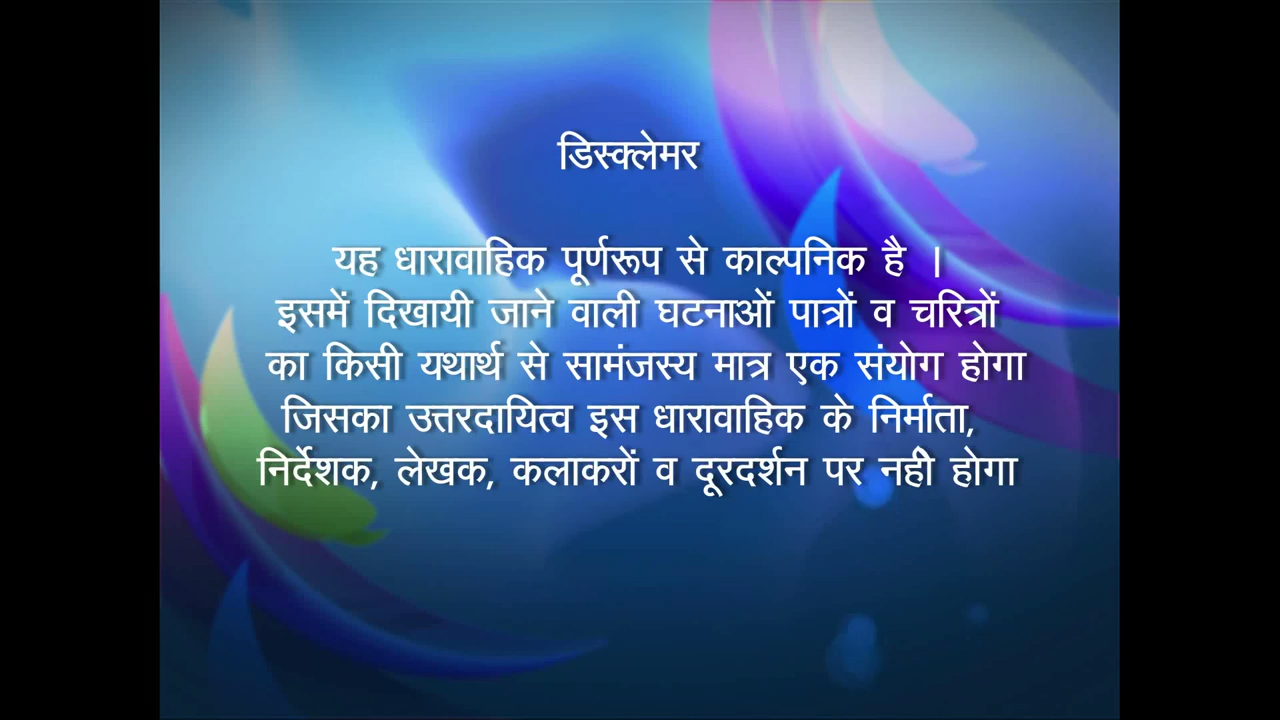 डिस्क्लेमर
यह धारावाहिक पूर्णरूप से काल्पनिक है ।
इसमें दिखायी जाने वाली घटनाओं पात्रों व चरित्रों
का किसी यथार्थ से सामंजस्य मात्र एक संयोग होगा
जिसका उत्तरदायित्व इस धारावाहिक के निर्माता,
निर्देशक, लेखक, कलाकरों व दूरदर्शन पर नहीं होगा